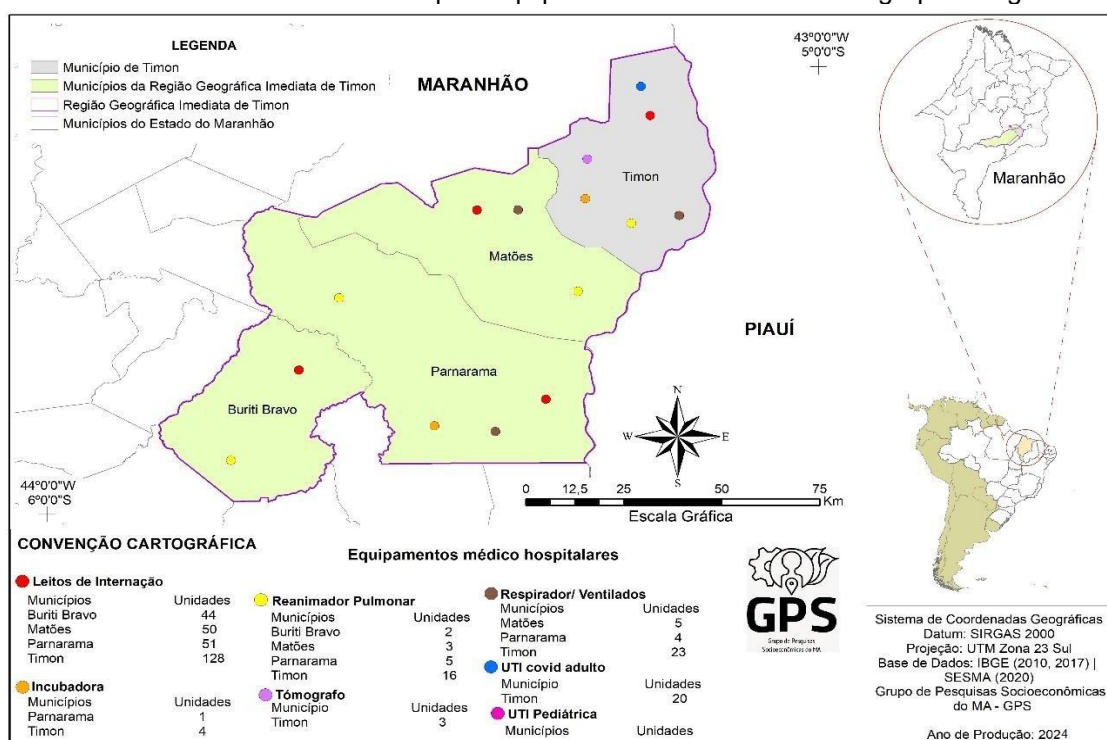 LEGENDA
Município de Timon
Municípios da Região Geográfica Imediata de Timon
Região Geográfica Imediata de Timon
Municípios do Estado do Maranhão
MARANHÃO
43º0'0"W
5º0'0"S
Maranhão
Timon
Matões
PIAUÍ
Parnarama
Buriti Bravo
N
W E
S
44º0'0"W
6º0'0"S
0 12,5 25 50 75
Km
Escala Gráfica
CONVENÇÃO CARTOGRÁFICA
Equipamentos médico hospitalares
Leitos de Internação
Municípios Unidades
Buriti Bravo 44
Matões 50
Parnarama 51
Timon 128
Incubadora
Municípios Unidades
Parnarama 1
Timon 4
Reanimador Pulmonar
Municípios Unidades
Buriti Bravo 2
Matões 3
Parnarama 5
Timon 16
Tómografo
Município Unidades
Timon 3
Respirador/ Ventilados
Municípios Unidades
Matões 5
Parnarama 4
Timon 23
UTI covid adulto
Município Unidades
Timon 20
UTI Pediátrica
Municípios Unidades
GPS
Grupo de Pesquisas
Socioeconômicas do MA
Sistema de Coordenadas Geográficas
Datum: SIRGAS 2000
Projeção: UTM Zona 23 Sul
Base de Dados: IBGE (2010, 2017) |
SESMA (2020)
Grupo de Pesquisas Socioeconômicas
do MA - GPS
Ano de Produção: 2024